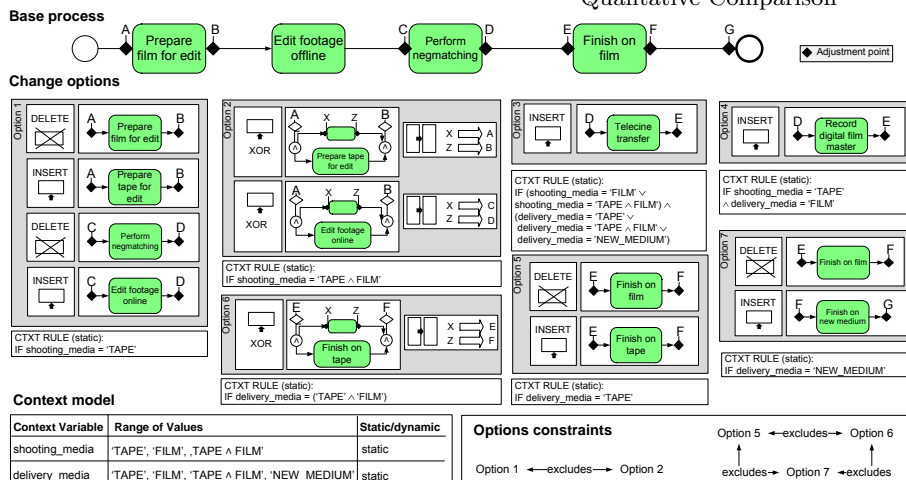 Qualitative Comparison
Base process
A
Prepare film for edit
B
Edit footage offline
C
Perform negmatching
D
E
Finish on film
F
G
Adjustment point
Change options
Option 1
DELETE
A
Prepare film for edit
B
INSERT
A
Prepare tape for edit
B
DELETE
C
Perform negmatching
D
INSERT
C
Edit footage online
D
CTXT RULE (static):
IF shooting_media = 'TAPE'
Option 2
XOR
A
X
Z
B
Prepare tape for edit
X
A
Z
B
XOR
A
X
Z
B
Edit footage online
X
C
Z
D
CTXT RULE (static):
IF shooting_media = 'TAPE ∧ FILM'
Option 6
XOR
E
X
Z
F
Finish on tape
X
E
Z
F
CTXT RULE (static):
IF delivery_media = ('TAPE' ∧ 'FILM')
Option 3
INSERT
D
Telecine transfer
E
CTXT RULE (static):
IF (shooting_media = 'FILM' ∨
shooting_media = 'TAPE ∧ FILM') ∧
(delivery_media = 'TAPE' ∨
delivery_media = 'TAPE ∧ FILM' ∨
delivery_media = 'NEW_MEDIUM')
Option 5
DELETE
E
Finish on film
F
INSERT
E
Finish on tape
F
CTXT RULE (static):
IF delivery_media = 'TAPE'
Option 4
INSERT
D
Record digital film master
E
CTXT RULE (static):
IF shooting_media = 'TAPE'
∧ delivery_media = 'FILM'
Option 7
DELETE
E
Finish on film
F
INSERT
F
Finish on new medium
G
CTXT RULE (static):
IF delivery_media = 'NEW_MEDIUM'
Context model
Context Variable Range of Values Static/dynamic
shooting_media 'TAPE', 'FILM', ,TAPE ∧ FILM' static
delivery_media 'TAPE', 'FILM', 'TAPE ∧ FILM', 'NEW_MEDIUM' static
Options constraints
Option 1 excludes Option 2
Option 5 excludes Option 6
excludes Option 7 excludes